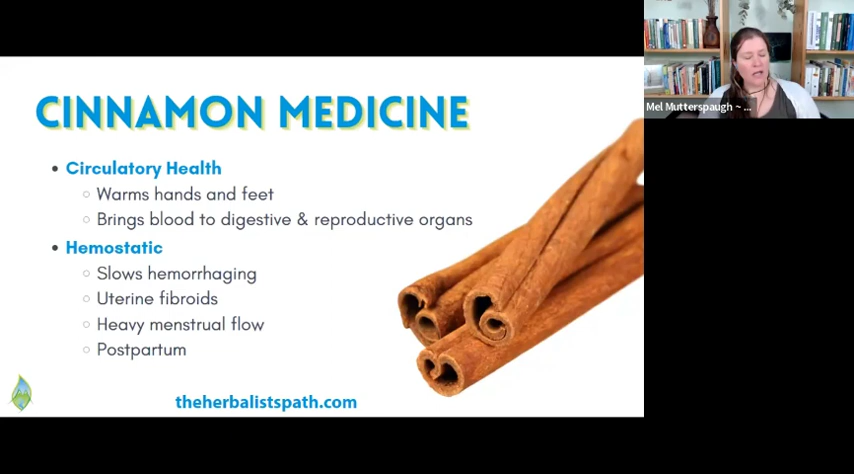 CINNAMON MEDICINE
Mel Mutterspaugh ~ ...
• Circulatory Health
○ Warms hands and feet
○ Brings blood to digestive & reproductive organs
• Hemostatic
○ Slows hemorrhaging
○ Uterine fibroids
○ Heavy menstrual flow
○ Postpartum
theherbalistspath.com